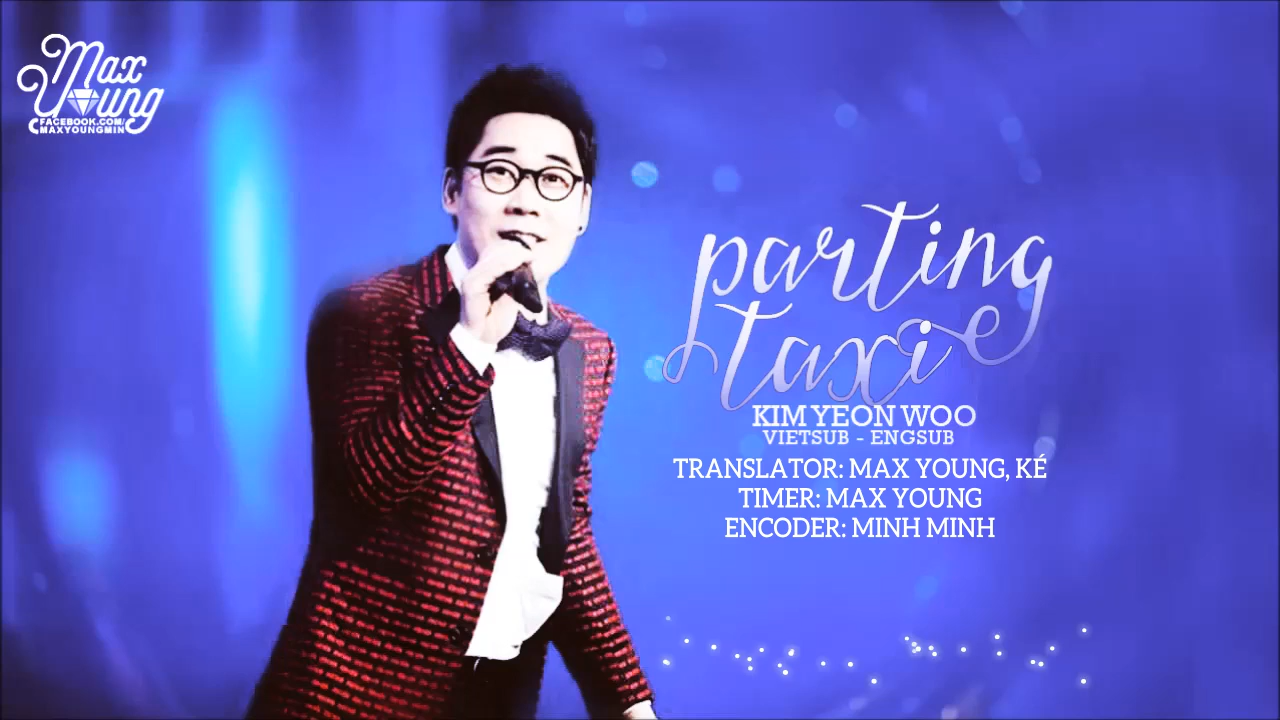 Max
Young
FACEBOOK.COM/
MAXYOUNGMIN
parting
taxi
KIM YEON WOO
VIETSUB - ENGSUB
TRANSLATOR: MAX YOUNG, KÉ
TIMER: MAX YOUNG
ENCODER: MINH MINH